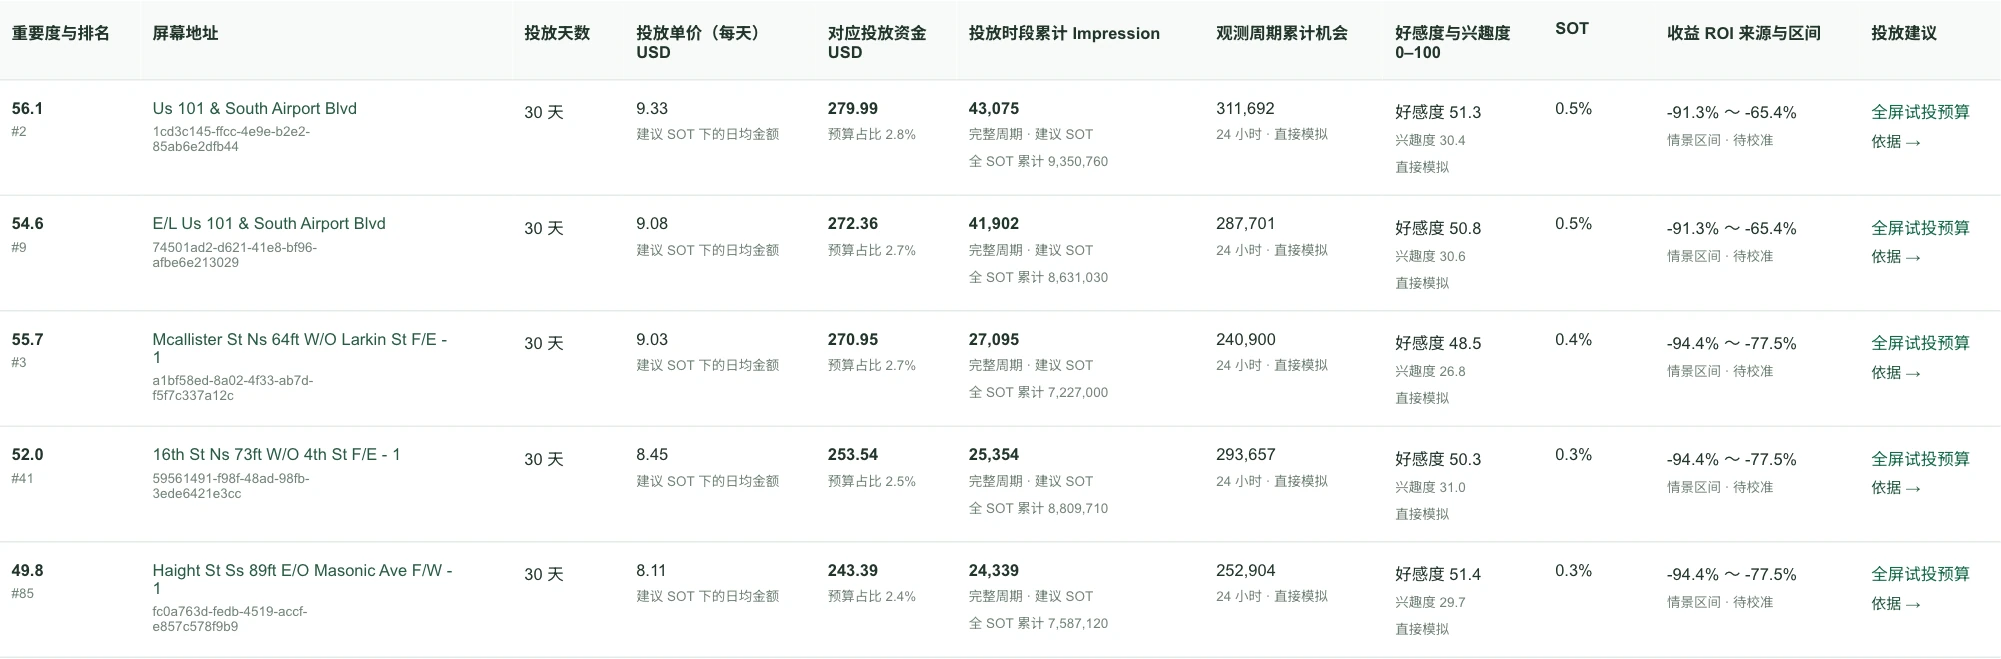 重要度与排名
屏幕地址
投放天数
投放单价（每天）
USD
对应投放资金
USD
投放时段累计 Impression
观测周期累计机会
好感度与兴趣度
0–100
SOT
收益 ROI 来源与区间
投放建议
56.1
#2
Us 101 & South Airport Blvd
1cd3c145-ffcc-4e9e-b2e2-
85ab6e2dfb44
30 天
9.33
建议 SOT 下的日均金额
279.99
预算占比 2.8%
43,075
完整周期 · 建议 SOT
全 SOT 累计 9,350,760
311,692
24 小时 · 直接模拟
好感度 51.3
兴趣度 30.4
直接模拟
0.5%
-91.3% ～ -65.4%
情景区间 · 待校准
全屏试投预算
依据 →
54.6
#9
E/L Us 101 & South Airport Blvd
74501ad2-d621-41e8-bf96-
afbe6e213029
30 天
9.08
建议 SOT 下的日均金额
272.36
预算占比 2.7%
41,902
完整周期 · 建议 SOT
全 SOT 累计 8,631,030
287,701
24 小时 · 直接模拟
好感度 50.8
兴趣度 30.6
直接模拟
0.5%
-91.3% ～ -65.4%
情景区间 · 待校准
全屏试投预算
依据 →
55.7
#3
Mcallister St Ns 64ft W/O Larkin St F/E -
1
a1bf58ed-8a02-4f33-ab7d-
f5f7c337a12c
30 天
9.03
建议 SOT 下的日均金额
270.95
预算占比 2.7%
27,095
完整周期 · 建议 SOT
全 SOT 累计 7,227,000
240,900
24 小时 · 直接模拟
好感度 48.5
兴趣度 26.8
直接模拟
0.4%
-94.4% ～ -77.5%
情景区间 · 待校准
全屏试投预算
依据 →
52.0
#41
16th St Ns 73ft W/O 4th St F/E - 1
59561491-f98f-48ad-98fb-
3ede6421e3cc
30 天
8.45
建议 SOT 下的日均金额
253.54
预算占比 2.5%
25,354
完整周期 · 建议 SOT
全 SOT 累计 8,809,710
293,657
24 小时 · 直接模拟
好感度 50.3
兴趣度 31.0
直接模拟
0.3%
-94.4% ～ -77.5%
情景区间 · 待校准
全屏试投预算
依据 →
49.8
#85
Haight St Ss 89ft E/O Masonic Ave F/W -
1
fc0a763d-fedb-4519-accf-
e857c578f9b9
30 天
8.11
建议 SOT 下的日均金额
243.39
预算占比 2.4%
24,339
完整周期 · 建议 SOT
全 SOT 累计 7,587,120
252,904
24 小时 · 直接模拟
好感度 51.4
兴趣度 29.7
直接模拟
0.3%
-94.4% ～ -77.5%
情景区间 · 待校准
全屏试投预算
依据 →